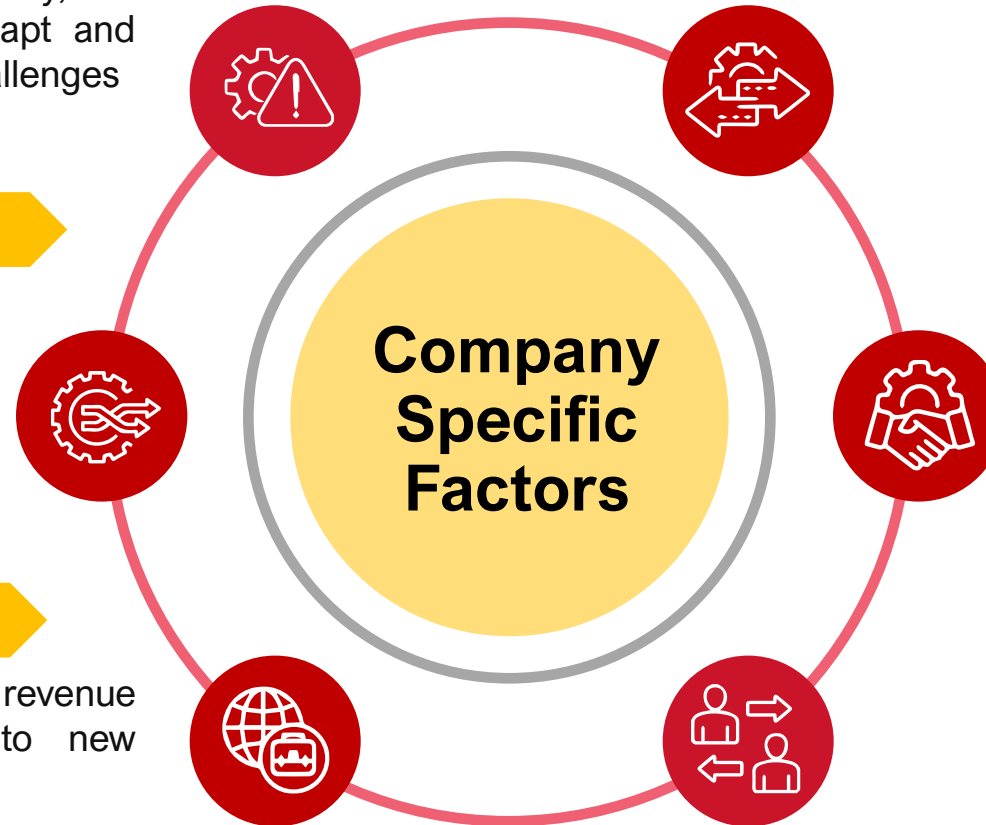 apt and
allenges
Company
Specific
Factors
revenue
to new